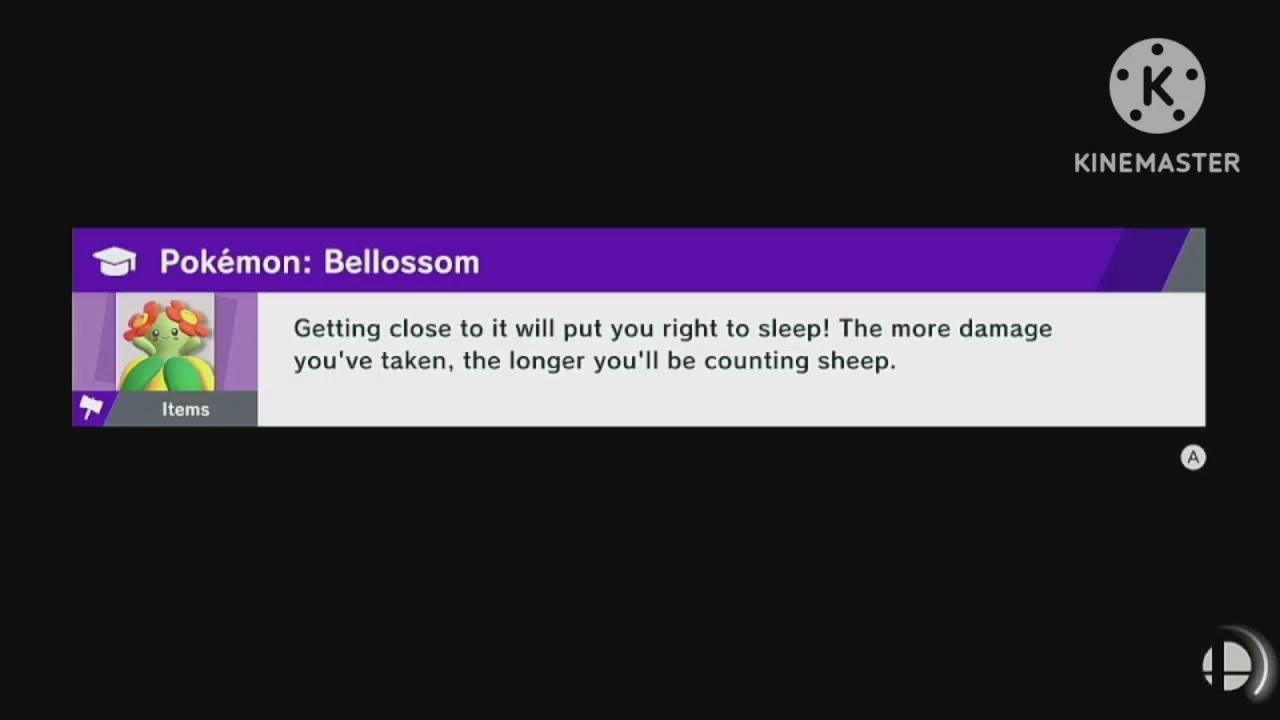 K
KINEMASTER
Pokémon: Bellossom
Getting close to it will put you right to sleep! The more damage
you've taken, the longer you'll be counting sheep.
Items
A